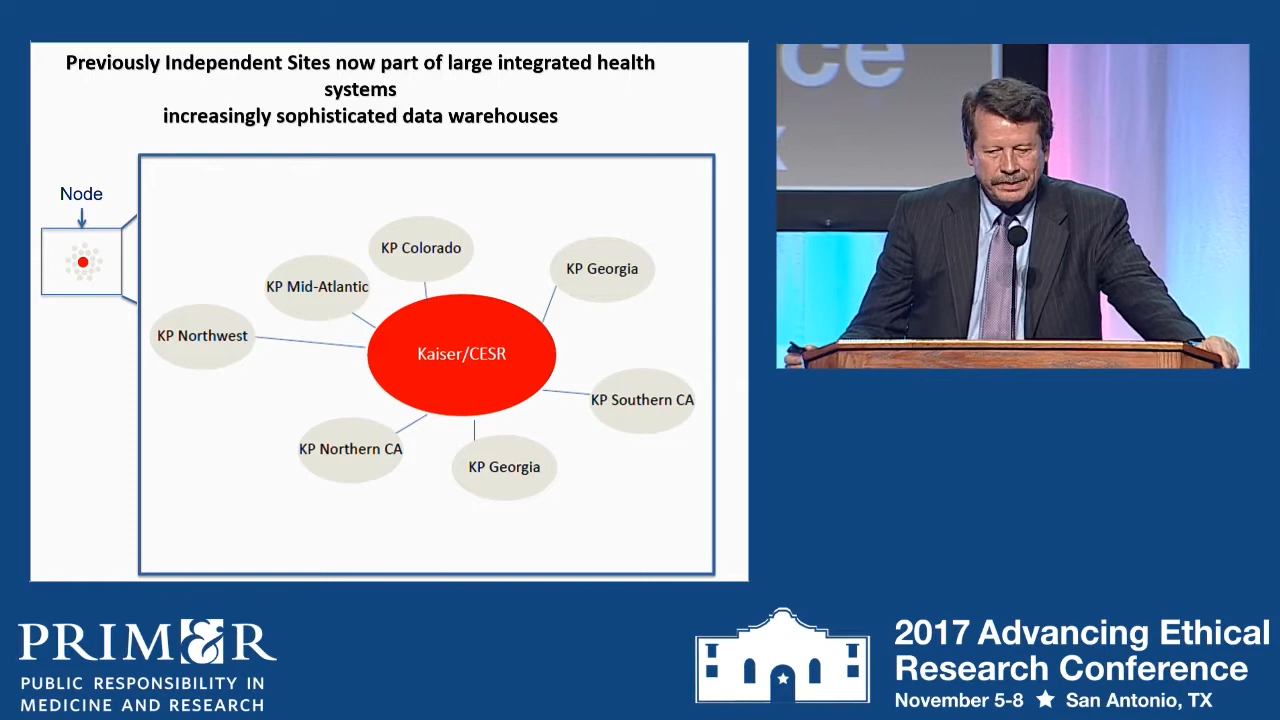 Previously Independent Sites now part of large integrated health
systems
increasingly sophisticated data warehouses
Node
KP Colorado
KP Georgia
KP Mid-Atlantic
KP Northwest
Kaiser/CESR
KP Southern CA
KP Northern CA
KP Georgia
ce
PRIM&R
PUBLIC RESPONSIBILITY IN
MEDICINE AND RESEARCH
2017 Advancing Ethical
Research Conference
November 5-8 ★ San Antonio, TX